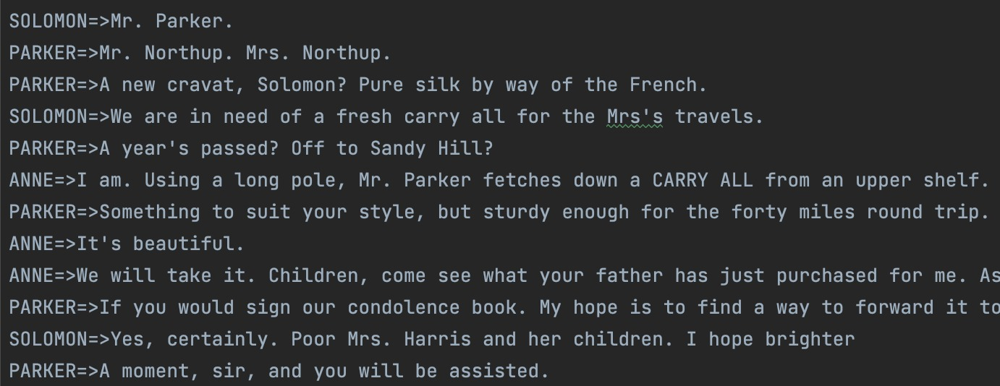 SOLOMON=>Mr. Parker.
PARKER=>Mr. Northup. Mrs. Northup.
PARKER=>A new cravat, Solomon? Pure silk by way of the French.
SOLOMON=>We are in need of a fresh carry all for the Mrs's travels.
PARKER=>A year's passed? Off to Sandy Hill?
ANNE=>I am. Using a long pole, Mr. Parker fetches down a CARRY ALL from an upper shelf.
PARKER=>Something to suit your style, but sturdy enough for the forty miles round trip.
ANNE=>It's beautiful.
ANNE=>We will take it. Children, come see what your father has just purchased for me. As
PARKER=>If you would sign our condolence book. My hope is to find a way to forward it to
SOLOMON=>Yes, certainly. Poor Mrs. Harris and her children. I hope brighter
PARKER=>A moment, sir, and you will be assisted.